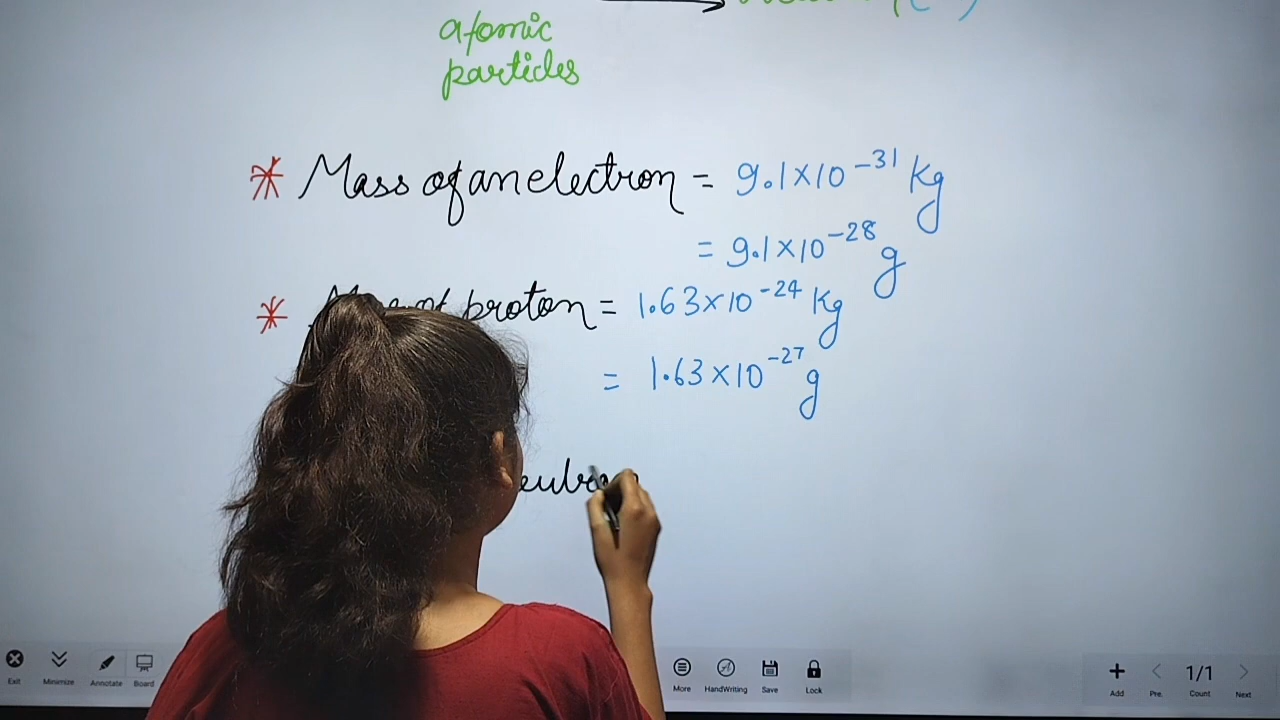 atomic
particles
* Mass of an electron = 9.1×10⁻³¹ Kg
= 9.1×10⁻²⁸ g
* of proton = 1.63×10⁻²⁴ Kg
= 1.63×10⁻²⁷ g
Exit
Minimize
Annotate
Board
More
HandWriting
Save
Lock
Add
Pre.
1/1
Count
Next